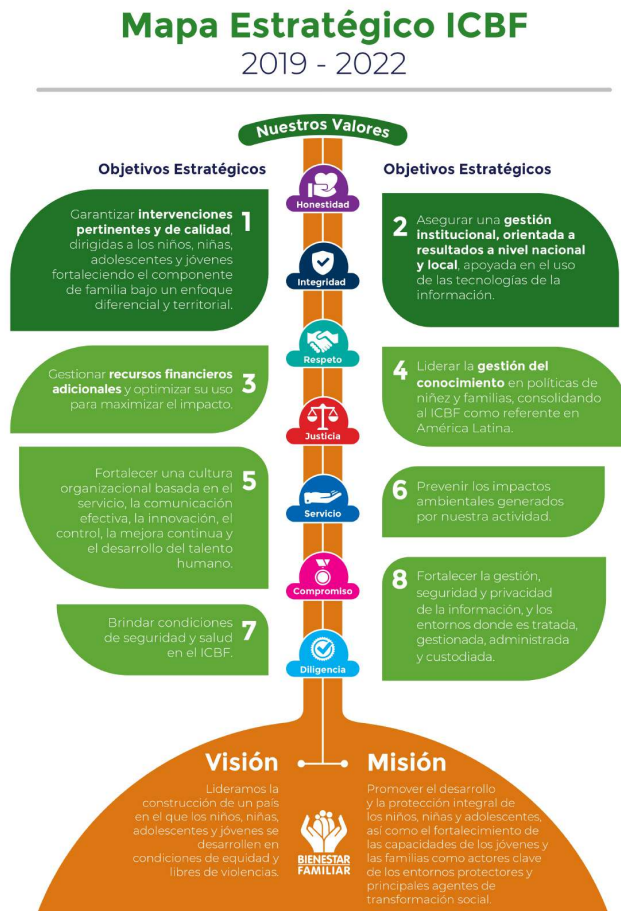 Mapa Estratégico ICBF
2019 - 2022
Nuestros Valores
Objetivos Estratégicos
Objetivos Estratégicos
1
Garantizar intervenciones
pertinentes y de calidad,
dirigidas a los niños, niñas,
adolescentes y jóvenes
fortaleciendo el componente
de familia bajo un enfoque
diferencial y territorial.
2
Asegurar una gestión
institucional, orientada a
resultados a nivel nacional
y local, apoyada en el uso
de las tecnologías de la
información.
3
Gestionar recursos financieros
adicionales y optimizar su uso
para maximizar el impacto.
4
Liderar la gestión del
conocimiento en políticas de
niñez y familias, consolidando
al ICBF como referente en
América Latina.
5
Fortalecer una cultura
organizacional basada en el
servicio, la comunicación
efectiva, la innovación, el
control, la mejora continua y
el desarrollo del talento
humano.
6
Prevenir los impactos
ambientales generados
por nuestra actividad.
7
Brindar condiciones
de seguridad y salud
en el ICBF.
8
Fortalecer la gestión,
seguridad y privacidad
de la información, y los
entornos donde es tratada,
gestionada, administrada
y custodiada.
Honestidad
Integridad
Respeto
Justicia
Servicio
Compromiso
Diligencia
Visión
Lideramos la
construcción de un país
en el que los niños, niñas,
adolescentes y jóvenes se
desarrollen en
condiciones de equidad y
libres de violencias.
BIENESTAR
FAMILIAR
Misión
Promover el desarrollo
y la protección integral de
los niños, niñas y adolescentes,
así como el fortalecimiento de
las capacidades de los jóvenes y
las familias como actores clave
de los entornos protectores y
principales agentes de
transformación social.